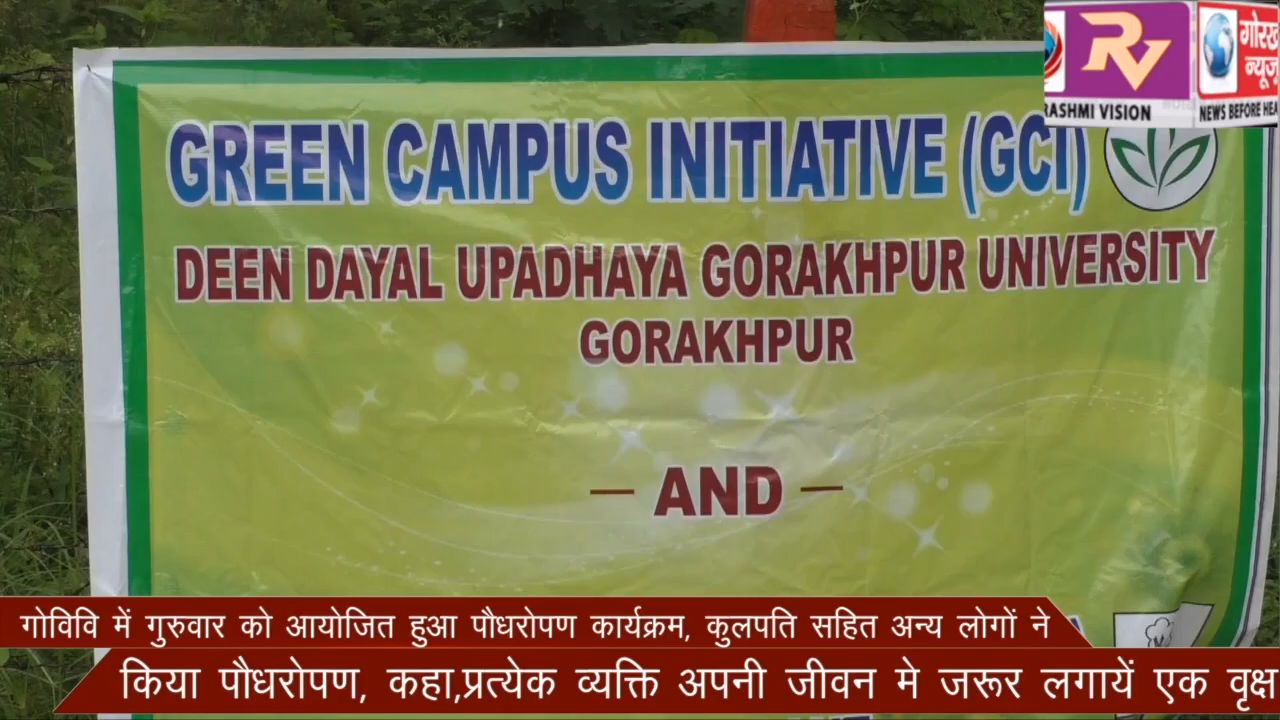 RV
RASHMI VISION
गोरख
न्यूज़
NEWS BEFORE HEA
GREEN CAMPUS INITIATIVE (GCI)
DEEN DAYAL UPADHAYA GORAKHPUR UNIVERSITY
GORAKHPUR
— AND —
गोविवि में गुरुवार को आयोजित हुआ पौधरोपण कार्यक्रम, कुलपति सहित अन्य लोगों ने
किया पौधरोपण, कहा,प्रत्येक व्यक्ति अपनी जीवन मे जरूर लगायें एक वृक्ष